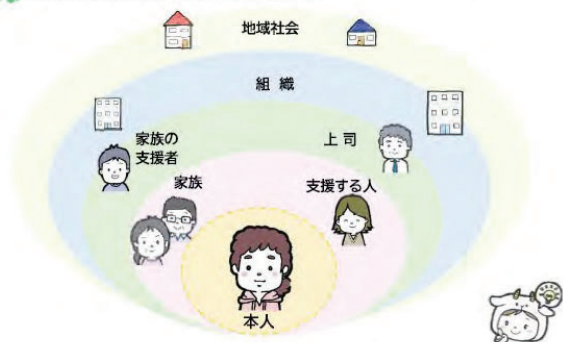 地域社会
組織
家族の
支援者
上司
家族
支援する人
本人